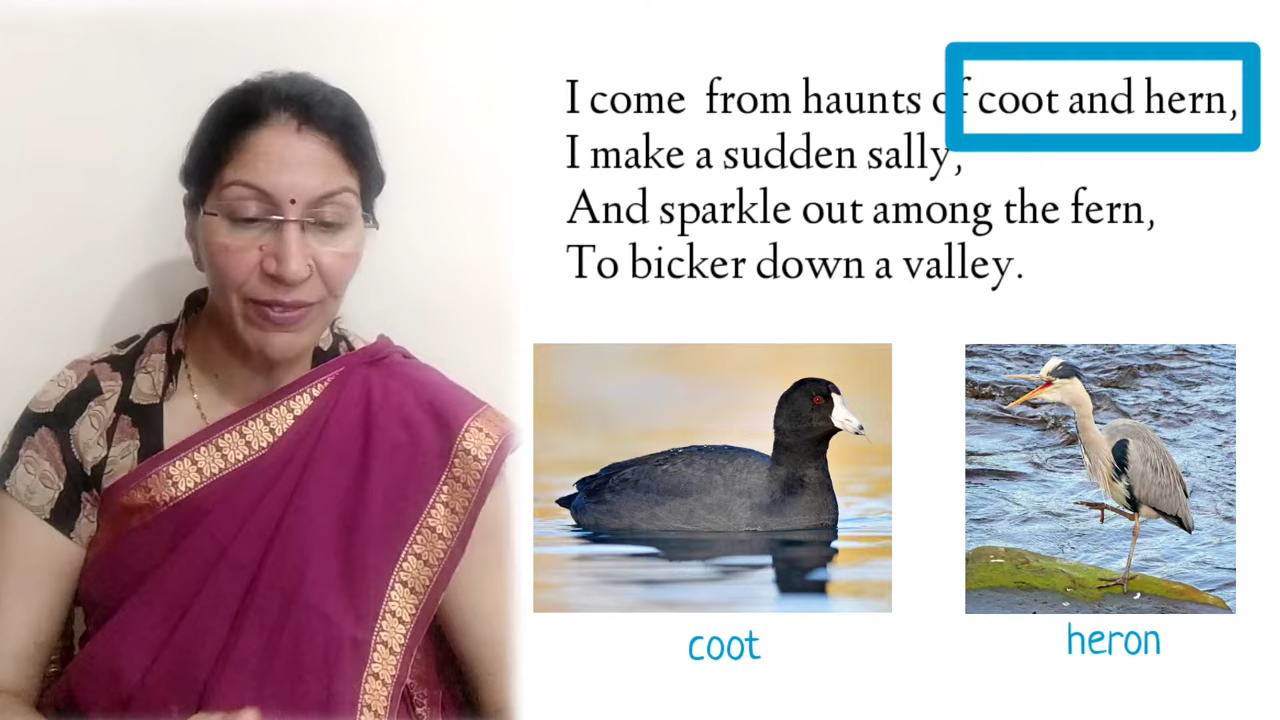 I come from haunts of coot and hern,
I make a sudden sally,
And sparkle out among the fern,
To bicker down a valley.
coot
heron